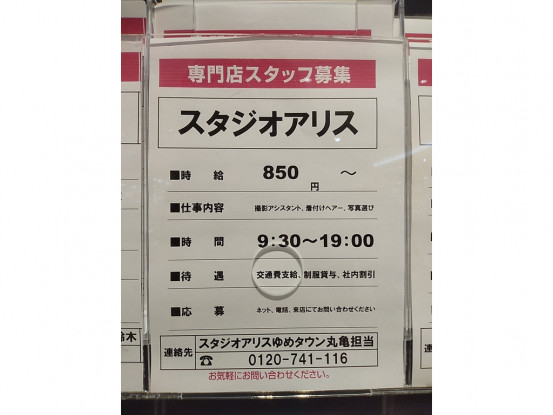 専門店スタッフ募集
スタジオアリス
■時 給 850 円 〜
■仕事内容 撮影アシスタント、着付けヘアー、写真選び
■時 間 9:30〜19:00
■待 遇 交通費支給、制服貸与、社内割引
■応 募 ネット、電話、来店にてお問い合わせください
連絡先 スタジオアリスゆめタウン丸亀担当
☎ 0120-741-116
お気軽にお問い合わせください。
鈴木